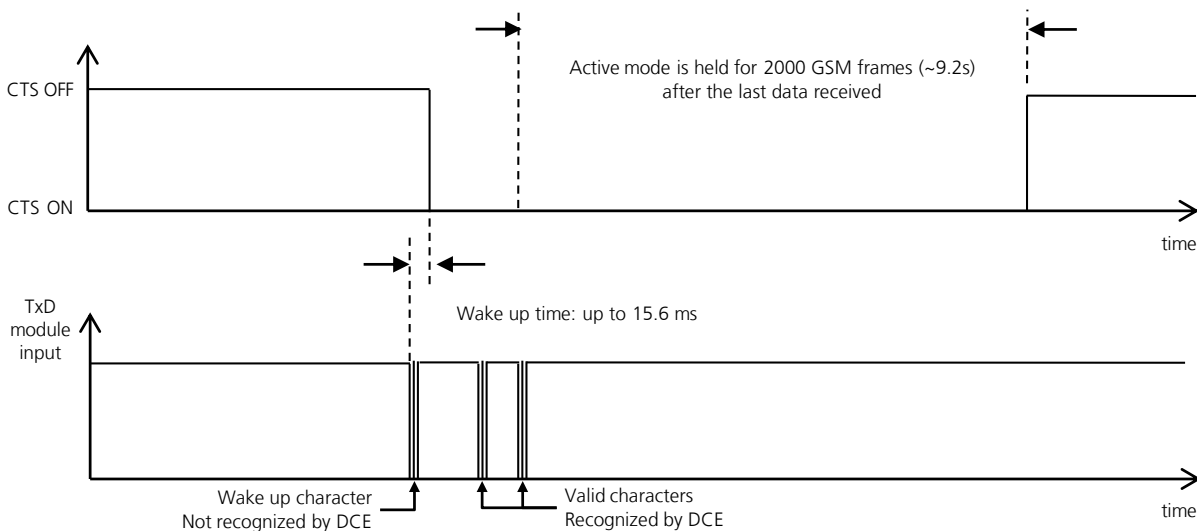 Active mode is held for 2000 GSM frames (~9.2s)
after the last data received
CTS OFF
CTS ON
time
Wake up time: up to 15.6 ms
TxD
module
input
Wake up character
Not recognized by DCE
Valid characters
Recognized by DCE
time